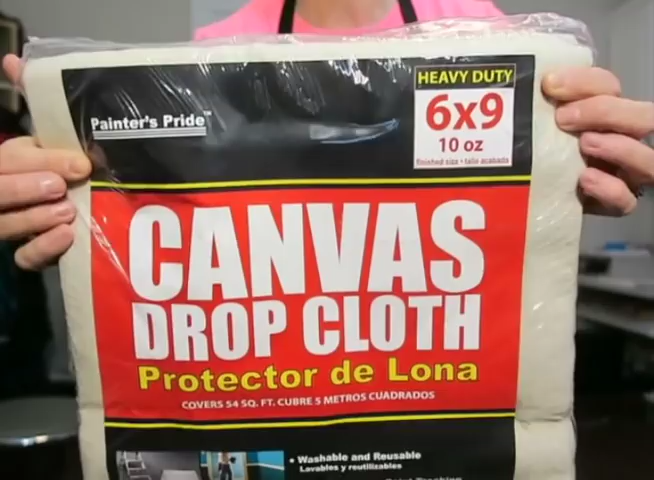 Painter's Pride™
HEAVY DUTY
6x9
10 oz
finished size • talla acabada
CANVAS
DROP CLOTH
Protector de Lona
COVERS 54 SQ. FT. CUBRE 5 METROS CUADRADOS
• Washable and Reusable
Lavables y reutilizables